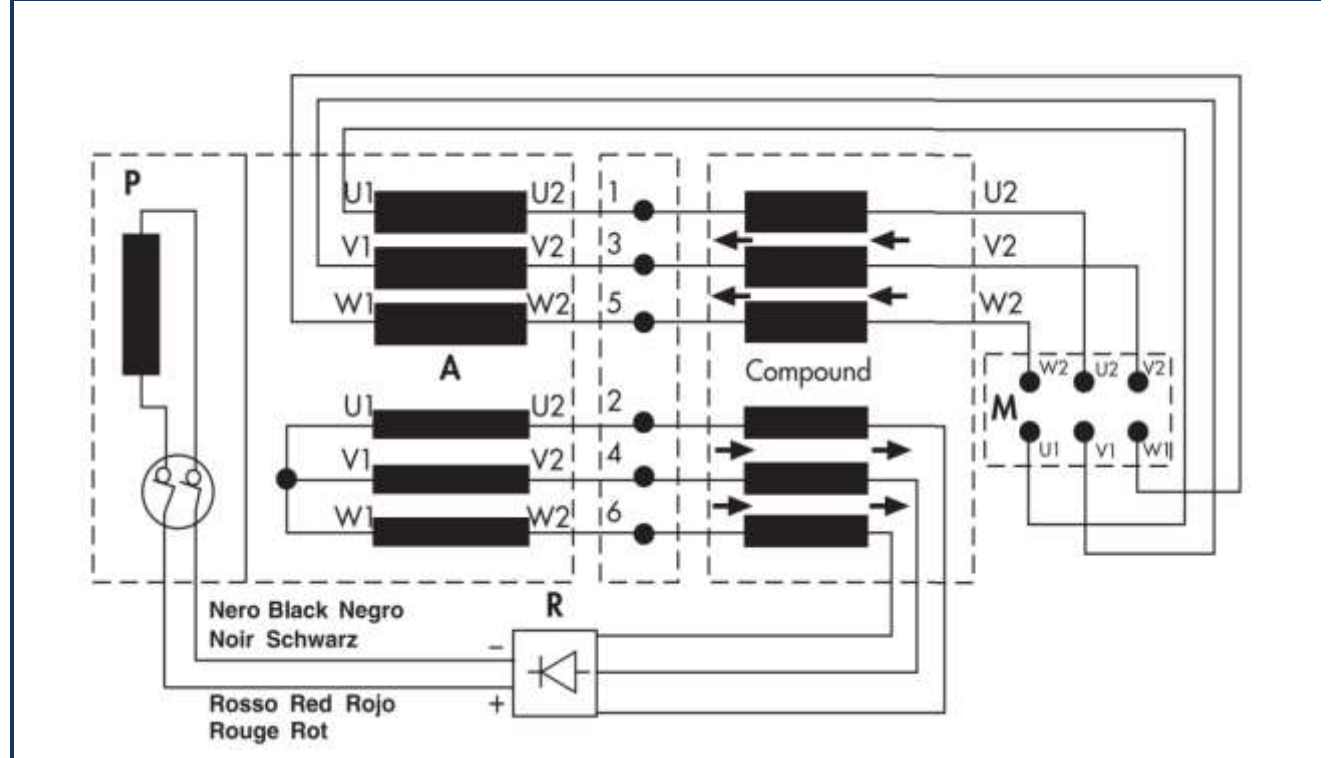 P
U1 U2 1 U2
V1 V2 3 V2
W1 W2 5 W2
A Compound
W2 U2 V2
M
U1 V1 W1
U1 U2 2
V1 V2 4
W1 W2 6
Nero Black Negro
Noir Schwarz
R
−
+
Rosso Red Rojo
Rouge Rot